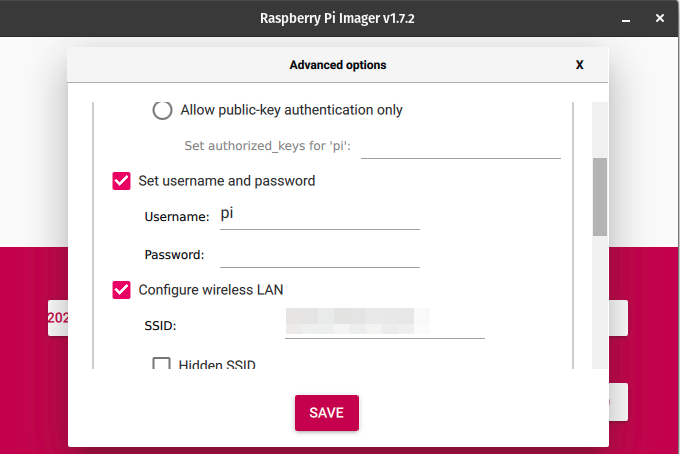 Raspberry Pi Imager v1.7.2
Advanced options
X
Allow public-key authentication only
Set authorized_keys for 'pi':
Set username and password
Username: pi
Password:
Configure wireless LAN
202
SSID:
Hidden SSID
SAVE